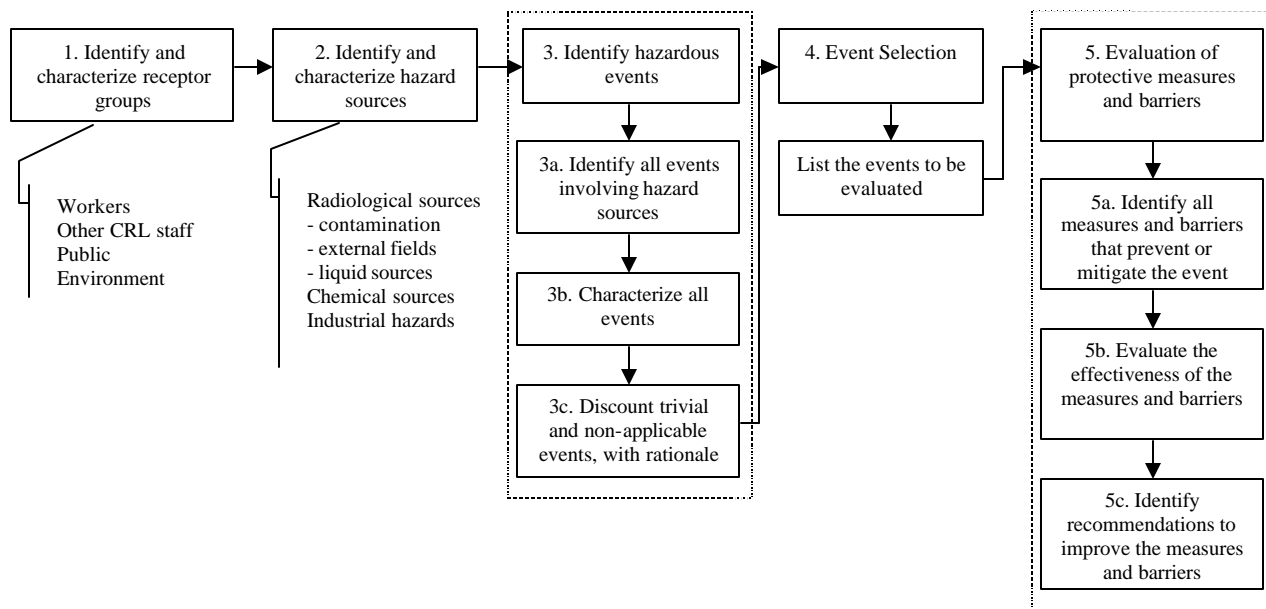 1. Identify and
characterize receptor
groups
Workers
Other CRL staff
Public
Environment
2. Identify and
characterize hazard
sources
Radiological sources
- contamination
- external fields
- liquid sources
Chemical sources
Industrial hazards
3. Identify hazardous
events
3a. Identify all events
involving hazard
sources
3b. Characterize all
events
3c. Discount trivial
and non-applicable
events, with rationale
4. Event Selection
List the events to be
evaluated
5. Evaluation of
protective measures
and barriers
5a. Identify all
measures and barriers
that prevent or
mitigate the event
5b. Evaluate the
effectiveness of the
measures and barriers
5c. Identify
recommendations to
improve the measures
and barriers